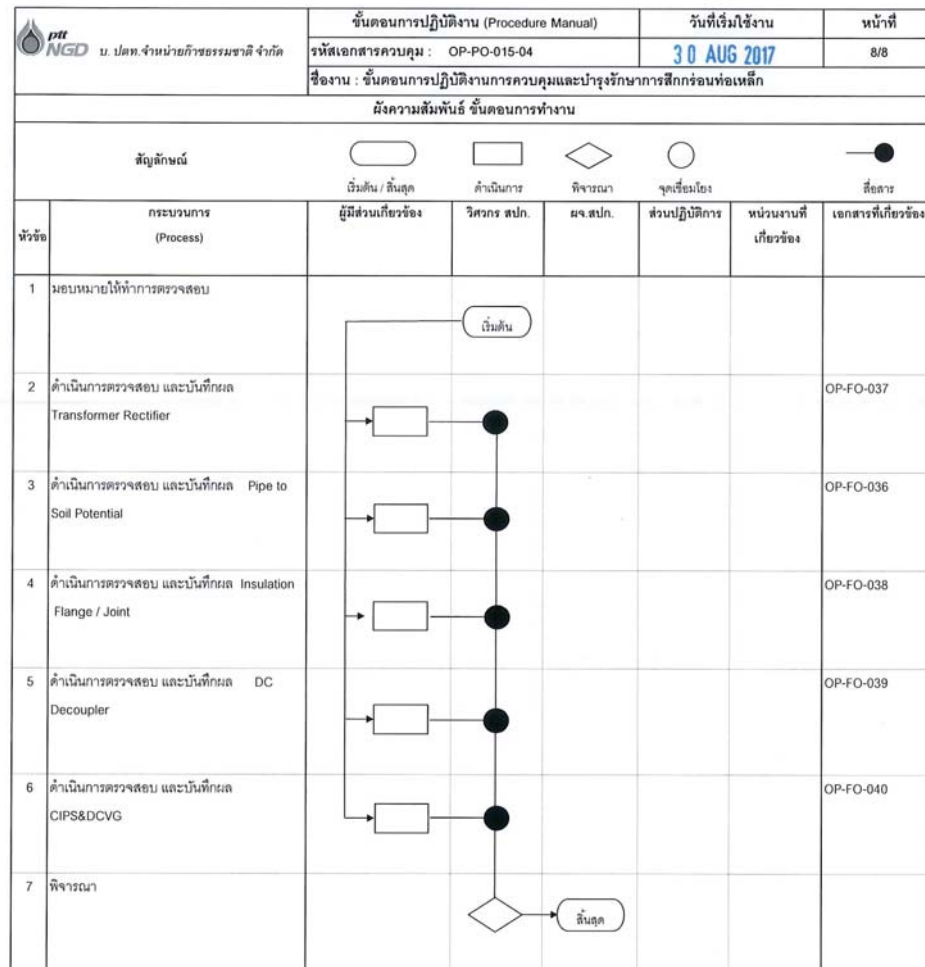 ptt
NGD บ. ปตท.จำหน่ายก๊าซธรรมชาติ จำกัด
ขั้นตอนการปฏิบัติงาน (Procedure Manual)
วันที่เริ่มใช้งาน
หน้าที่
รหัสเอกสารควบคุม : OP-PO-015-04
30 AUG 2017
8/8
ชื่องาน : ขั้นตอนการปฏิบัติงานการควบคุมและบำรุงรักษาการสึกกร่อนท่อเหล็ก
ผังความสัมพันธ์ ขั้นตอนการทำงาน
สัญลักษณ์
เริ่มต้น / สิ้นสุด
ดำเนินการ
พิจารณา
จุดเชื่อมโยง
สื่อสาร
หัวข้อ
กระบวนการ
(Process)
ผู้มีส่วนเกี่ยวข้อง
วิศวกร สปก.
ผจ.สปก.
ส่วนปฏิบัติการ
หน่วนงานที่
เกี่ยวข้อง
เอกสารที่เกี่ยวข้อง
1 มอบหมายให้ทำการตรวจสอบ
เริ่มต้น
2 ดำเนินการตรวจสอบ และบันทึกผล
Transformer Rectifier
OP-FO-037
3 ดำเนินการตรวจสอบ และบันทึกผล Pipe to
Soil Potential
OP-FO-036
4 ดำเนินการตรวจสอบ และบันทึกผล Insulation
Flange / Joint
OP-FO-038
5 ดำเนินการตรวจสอบ และบันทึกผล DC
Decoupler
OP-FO-039
6 ดำเนินการตรวจสอบ และบันทึกผล
CIPS&DCVG
OP-FO-040
7 พิจารณา
สิ้นสุด